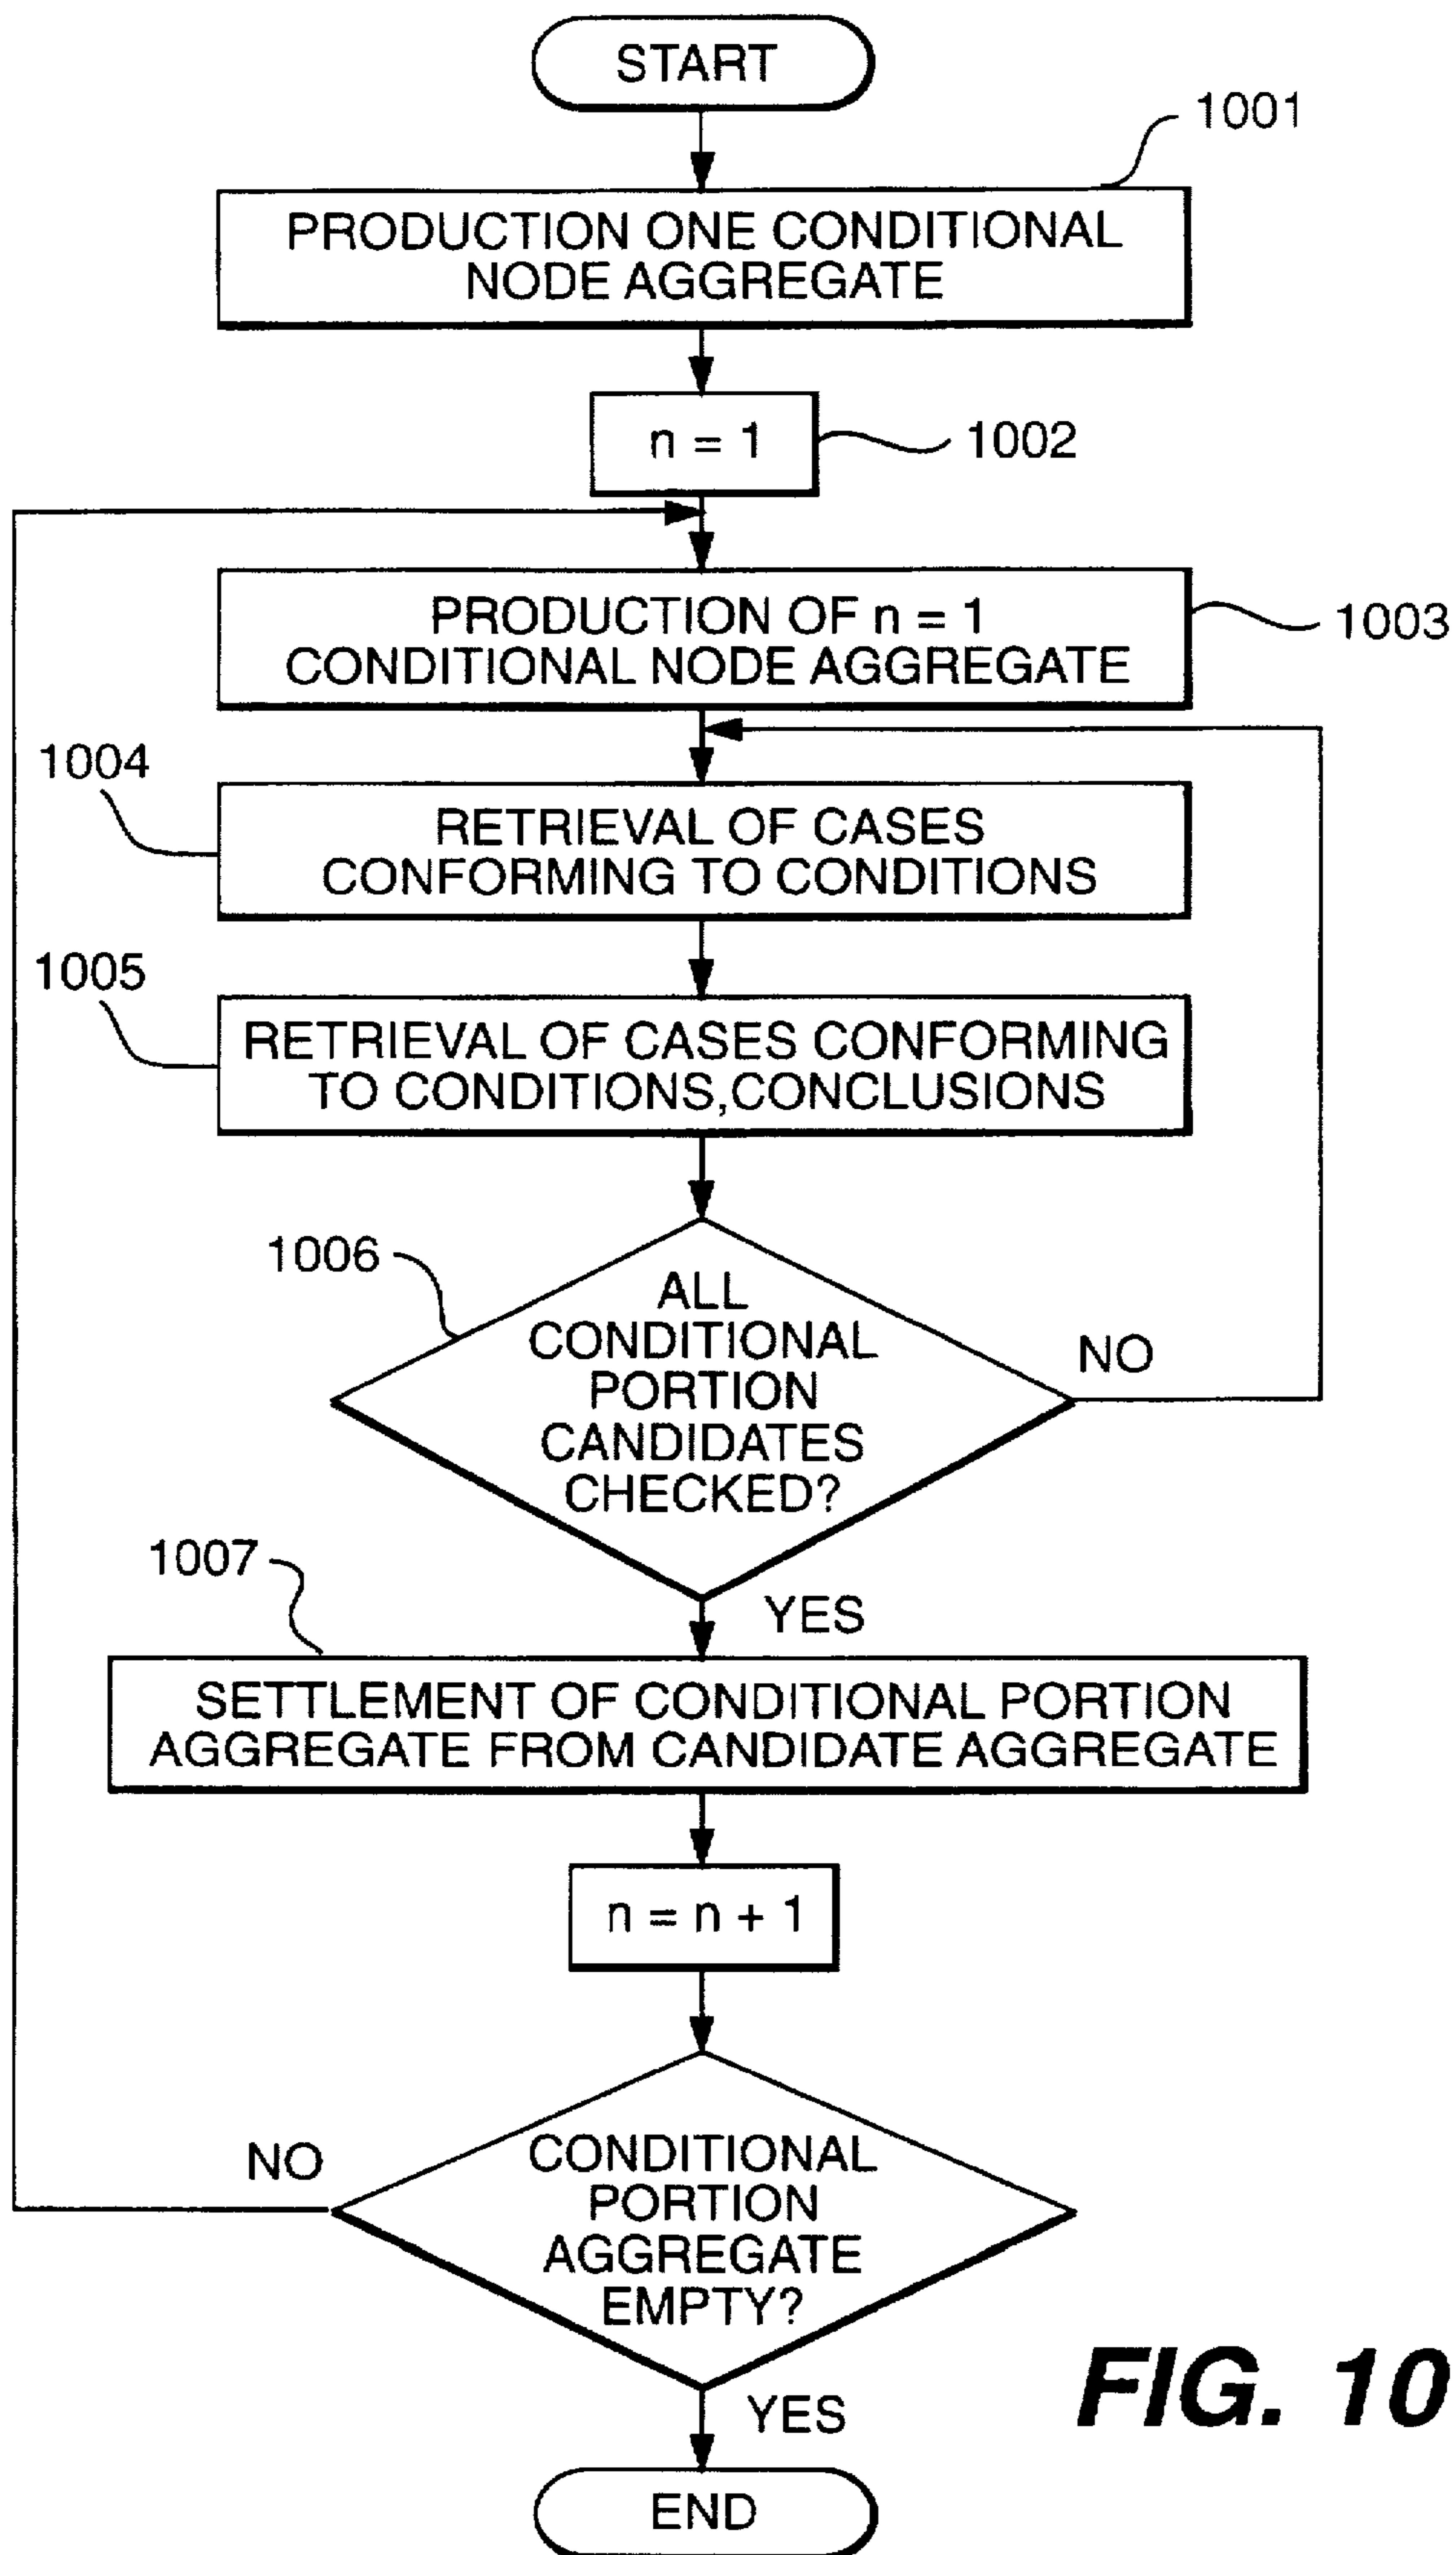 START
1001
PRODUCTION ONE CONDITIONAL
NODE AGGREGATE
n = 1
1002
PRODUCTION OF n = 1
CONDITIONAL NODE AGGREGATE
1003
1004
RETRIEVAL OF CASES
CONFORMING TO CONDITIONS
1005
RETRIEVAL OF CASES CONFORMING
TO CONDITIONS,CONCLUSIONS
1006
ALL
CONDITIONAL
PORTION
CANDIDATES
CHECKED?
NO
1007
YES
SETTLEMENT OF CONDITIONAL PORTION
AGGREGATE FROM CANDIDATE AGGREGATE
n = n + 1
NO
CONDITIONAL
PORTION
AGGREGATE
EMPTY?
YES
END
FIG. 10